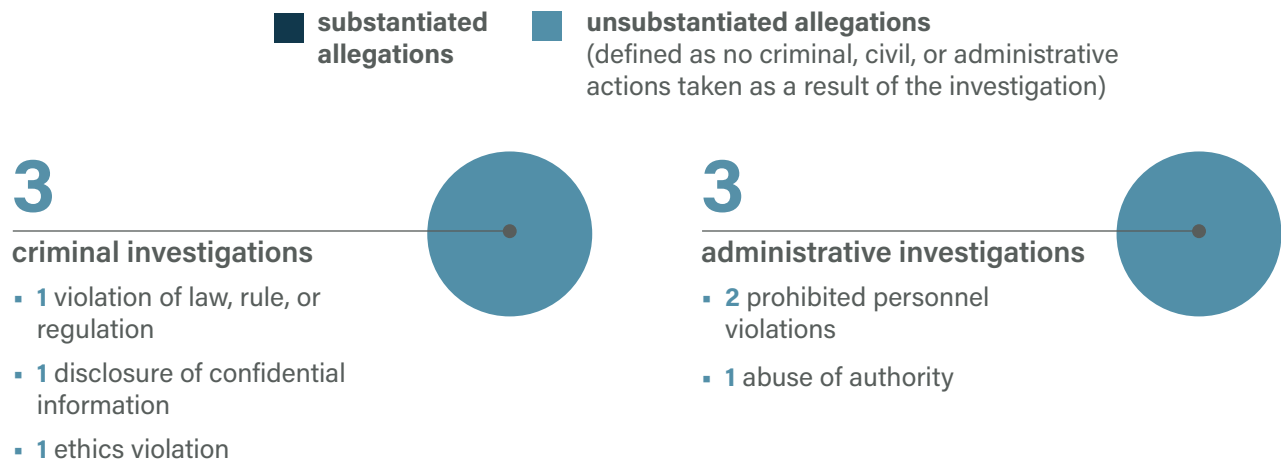 substantiated
allegations
unsubstantiated allegations
(defined as no criminal, civil, or administrative
actions taken as a result of the investigation)
3
criminal investigations
▪ 1 violation of law, rule, or
regulation
▪ 1 disclosure of confidential
information
▪ 1 ethics violation
3
administrative investigations
▪ 2 prohibited personnel
violations
▪ 1 abuse of authority